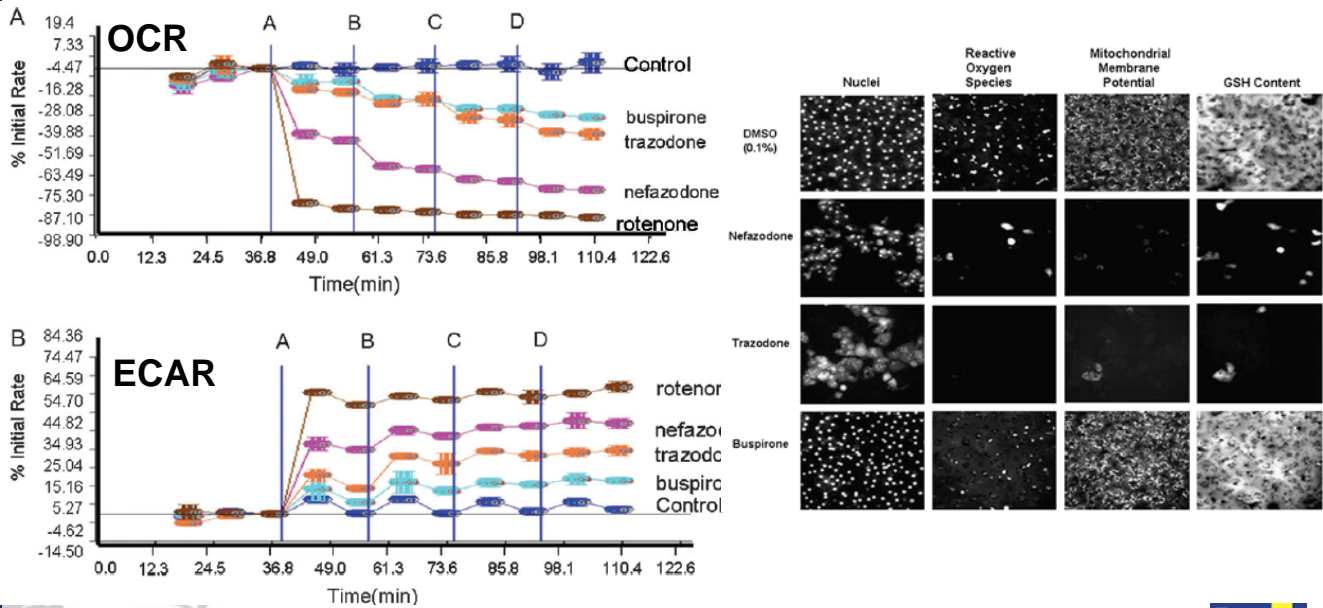 A
OCR
% Initial Rate
19.4
7.33
-4.47
-16.28
-28.08
-39.88
-51.69
-63.49
-75.30
-87.10
-98.90
A B C D
Control
buspirone
trazodone
nefazodone
rotenone
0.0 12.3 24.5 36.8 49.0 61.3 73.6 85.8 98.1 110.4 122.6
Time(min)
B
ECAR
% Initial Rate
84.36
74.47
64.59
54.70
44.82
34.93
25.04
15.16
5.27
-4.62
-14.50
A B C D
rotenor
nefazo
trazodo
buspiro
Control
0.0 12.3 24.5 36.8 49.0 61.3 73.6 85.8 98.1 110.4 122.6
Time(min)
Nuclei
Reactive
Oxygen
Species
Mitochondrial
Membrane
Potential
GSH Content
DMSO
(0.1%)
Nefazodone
Trazodone
Buspirone